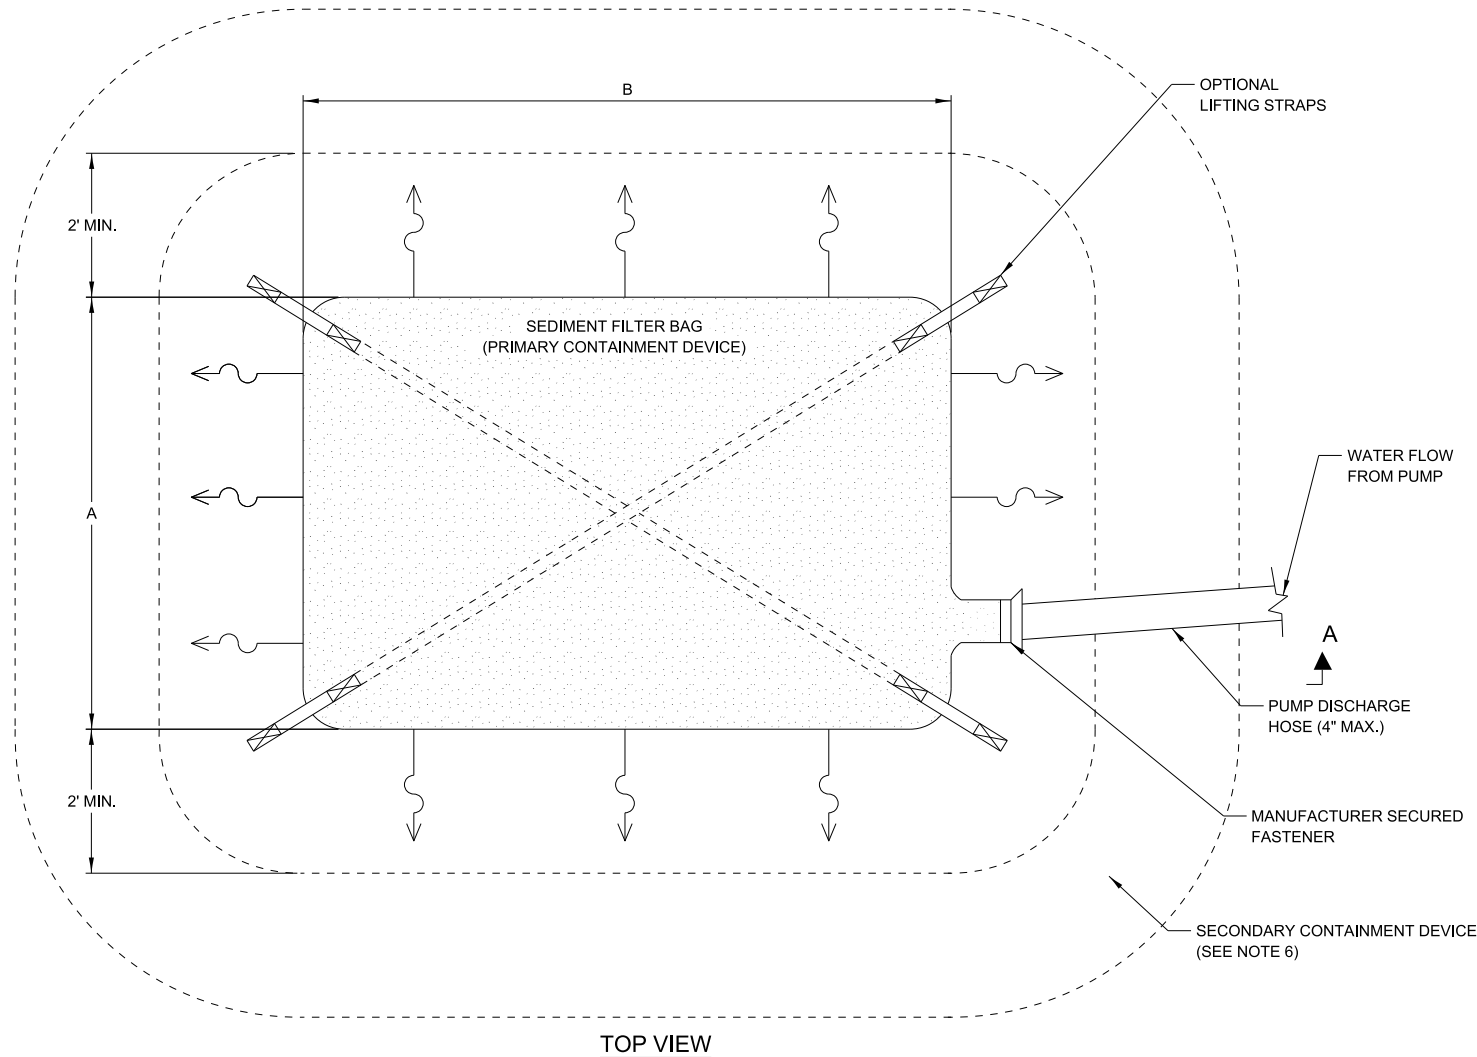 B
OPTIONAL
LIFTING STRAPS
2' MIN.
SEDIMENT FILTER BAG
(PRIMARY CONTAINMENT DEVICE)
WATER FLOW
FROM PUMP
A
A
PUMP DISCHARGE
HOSE (4" MAX.)
2' MIN.
MANUFACTURER SECURED
FASTENER
SECONDARY CONTAINMENT DEVICE
(SEE NOTE 6)
TOP VIEW